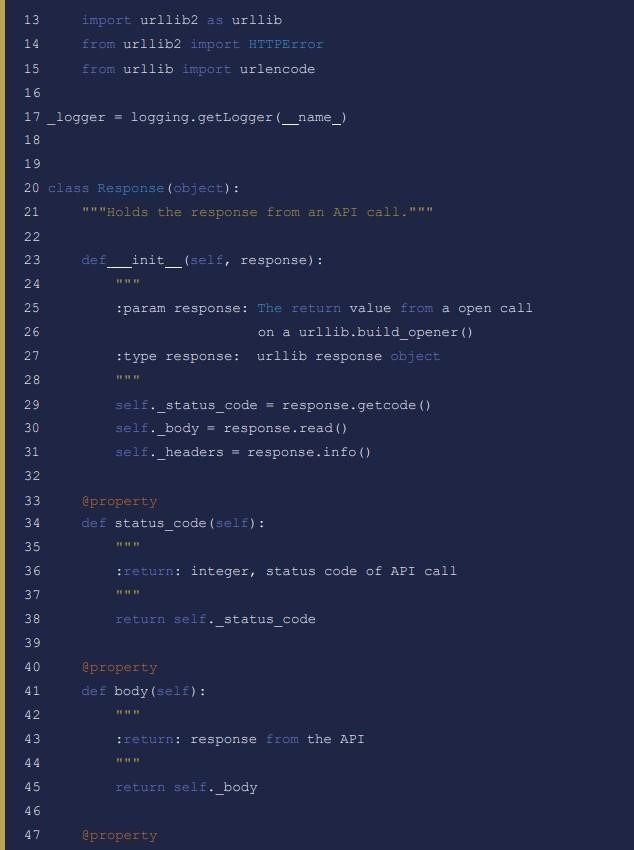 13 import urllib2 as urllib
14 from urllib2 import HTTPError
15 from urllib import urlencode
16
17 _logger = logging.getLogger(__name_)
18
19
20 class Response(object):
21 """Holds the response from an API call."""
22
23 def___init__(self, response):
24 """
25 :param response: The return value from a open call
26 on a urllib.build_opener()
27 :type response: urllib response object
28 """
29 self._status_code = response.getcode()
30 self._body = response.read()
31 self._headers = response.info()
32
33 @property
34 def status_code(self):
35 """
36 :return: integer, status code of API call
37 """
38 return self._status_code
39
40 @property
41 def body(self):
42 """
43 :return: response from the API
44 """
45 return self._body
46
47 @property